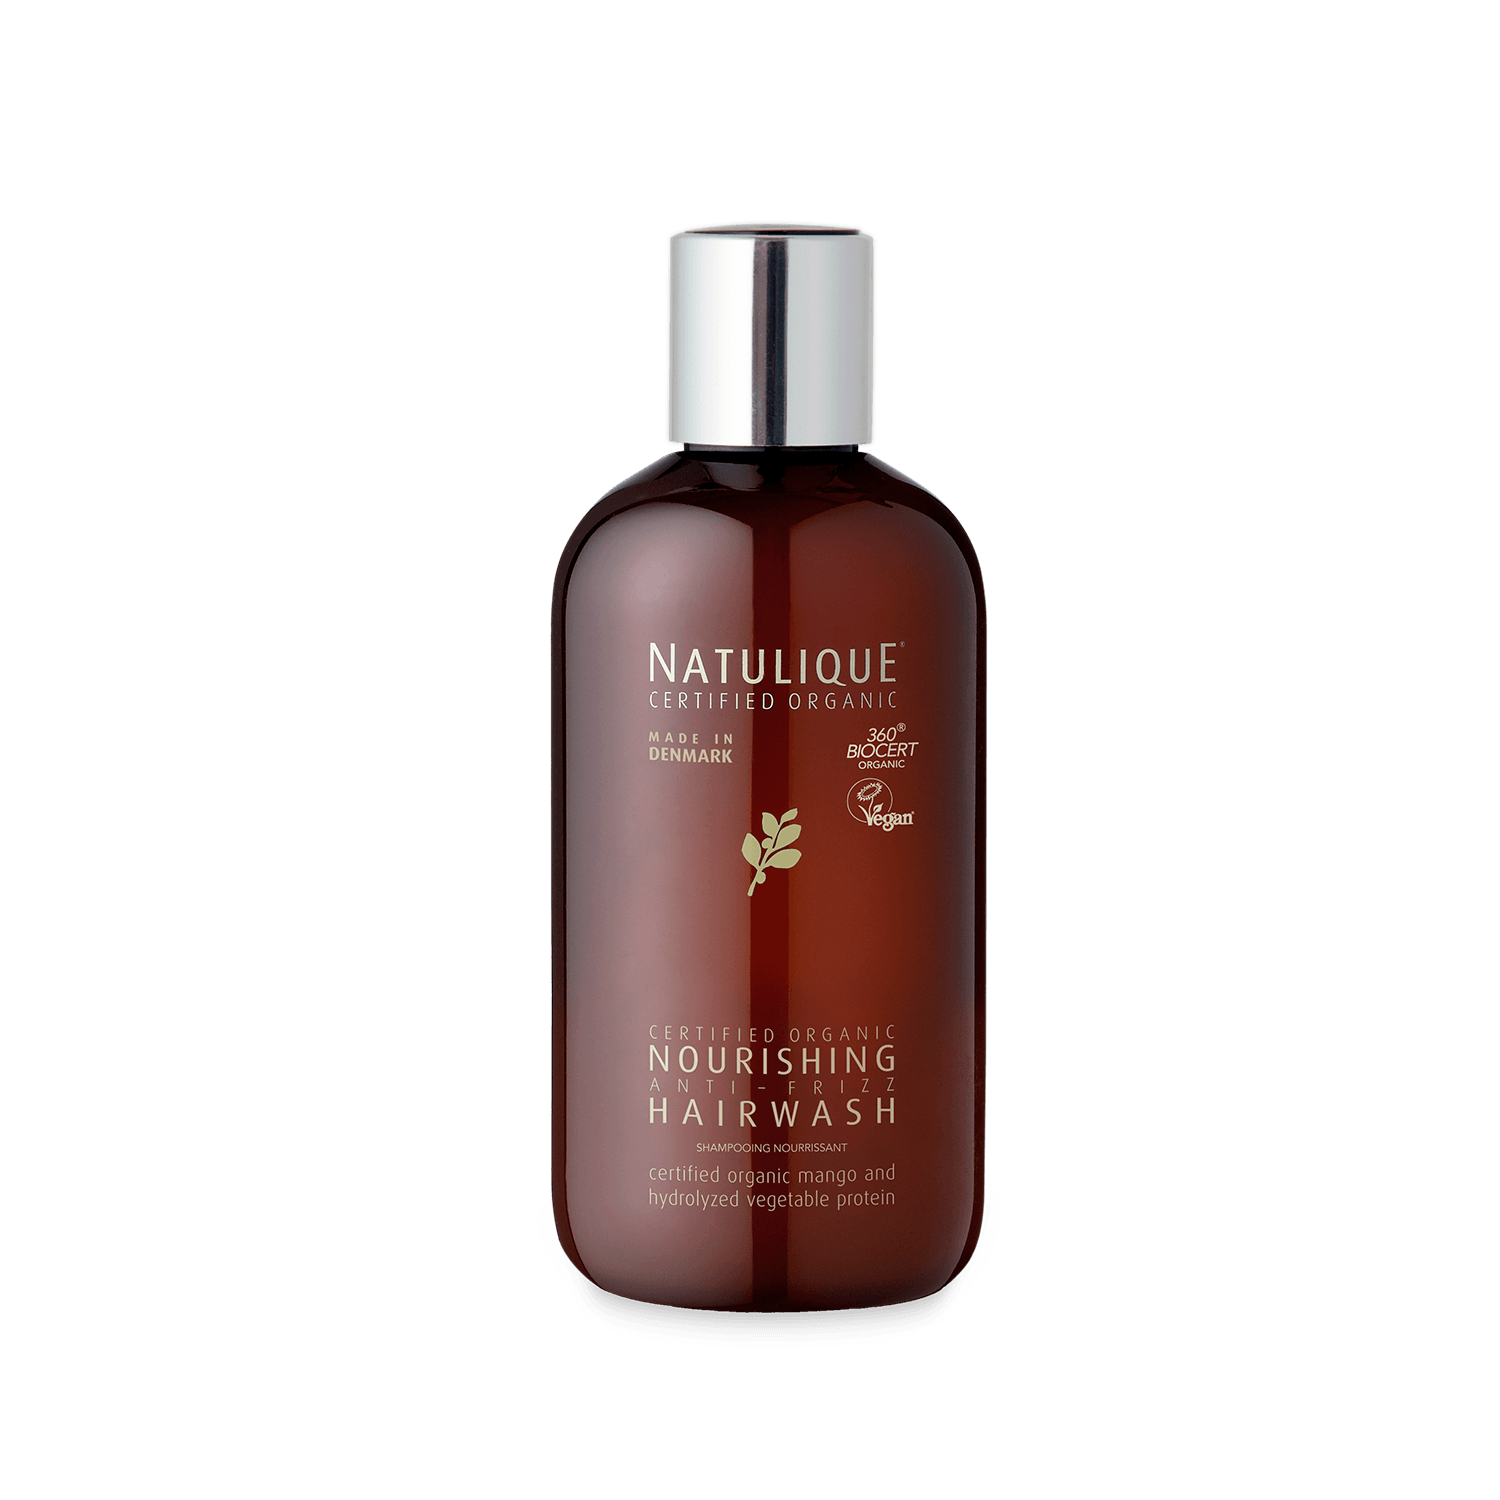 NATULIQUE®
CERTIFIED ORGANIC
MADE IN
DENMARK
360®
BIOCERT
ORGANIC
Vegan
CERTIFIED ORGANIC
NOURISHING
ANTI-FRIZZ
HAIRWASH
SHAMPOOING NOURRISSANT
certified organic mango and
hydrolyzed vegetable protein